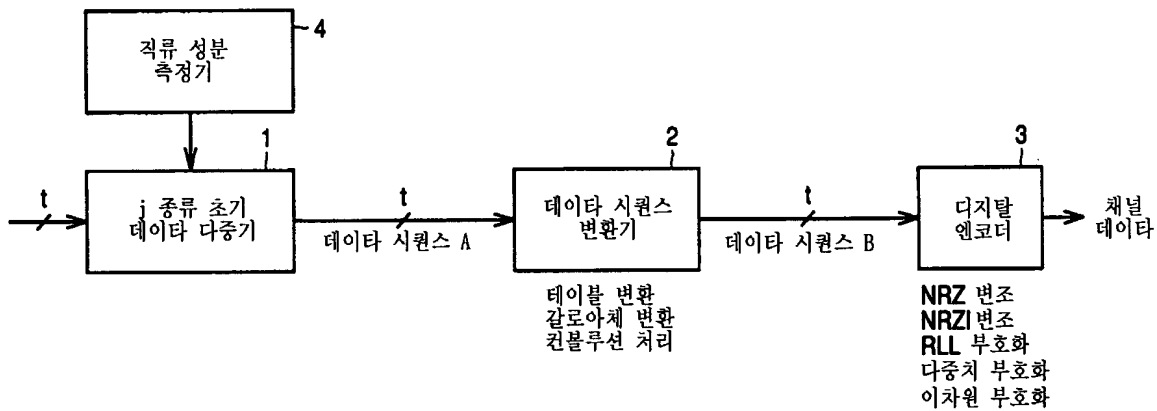 직류 성분
측정기
4
t
1
j 종류 초기
데이타 다중기
t
데이타 시퀀스 A
2
데이타 시퀀스
변환기
테이블 변환
갈로아체 변환
컨블루션 처리
t
데이타 시퀀스 B
3
디지탈
엔코더
NRZ 변조
NRZI 변조
RLL 부호화
다중치 부호화
이차원 부호화
채널
데이타